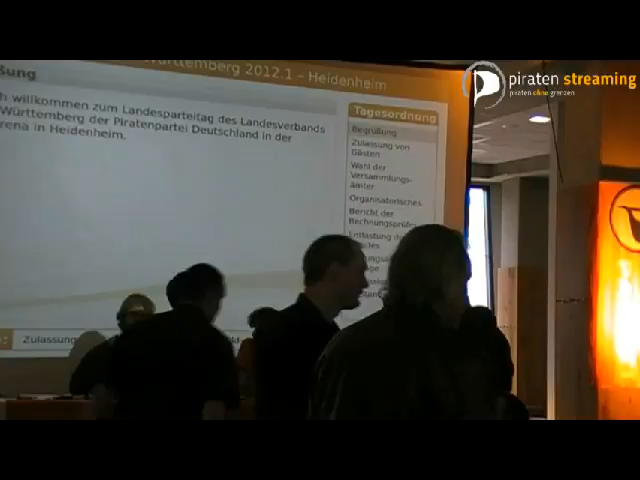 Württemberg 2012.1 – Heidenheim
ßung
h willkommen zum Landesparteitag des Landesverbands
Württemberg der Piratenpartei Deutschland in der
rena in Heidenheim.
Tagesordnung
Begrüßung
Zulassung von
Gästen
Wahl der
Versammlungs-
ämter
Organisatorisches
Bericht der
Rechnungsprüfer
Entlastung
Zulassung
piraten streaming
piraten ohne grenzen